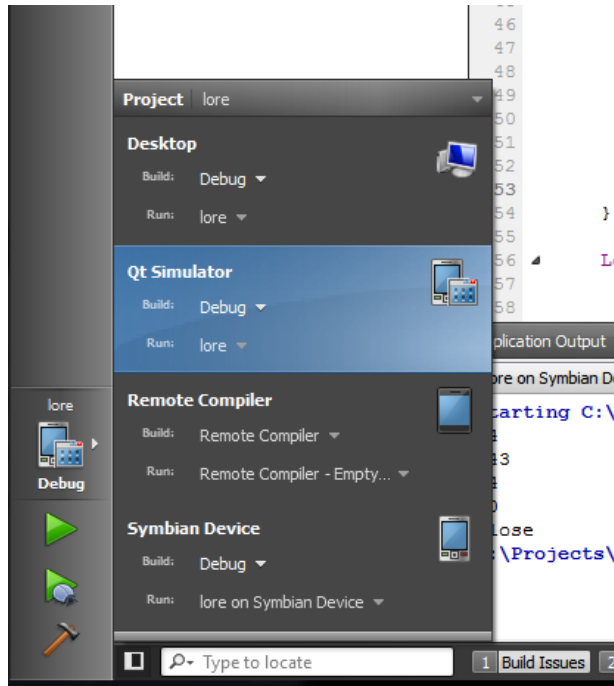 46
47
48
Project lore
49
50
Desktop
51
Build: Debug
52
53
Run: lore
54 }
55
Qt Simulator
56
57
Build: Debug
58
Run: lore
plication Output
ore on Symbian D
lore
Remote Compiler
tarting C:\
Build: Remote Compiler
43
Run: Remote Compiler - Empty...
Debug
Symbian Device
lose
:\Projects\
Build: Debug
Run: lore on Symbian Device
Type to locate
1 Build Issues 2